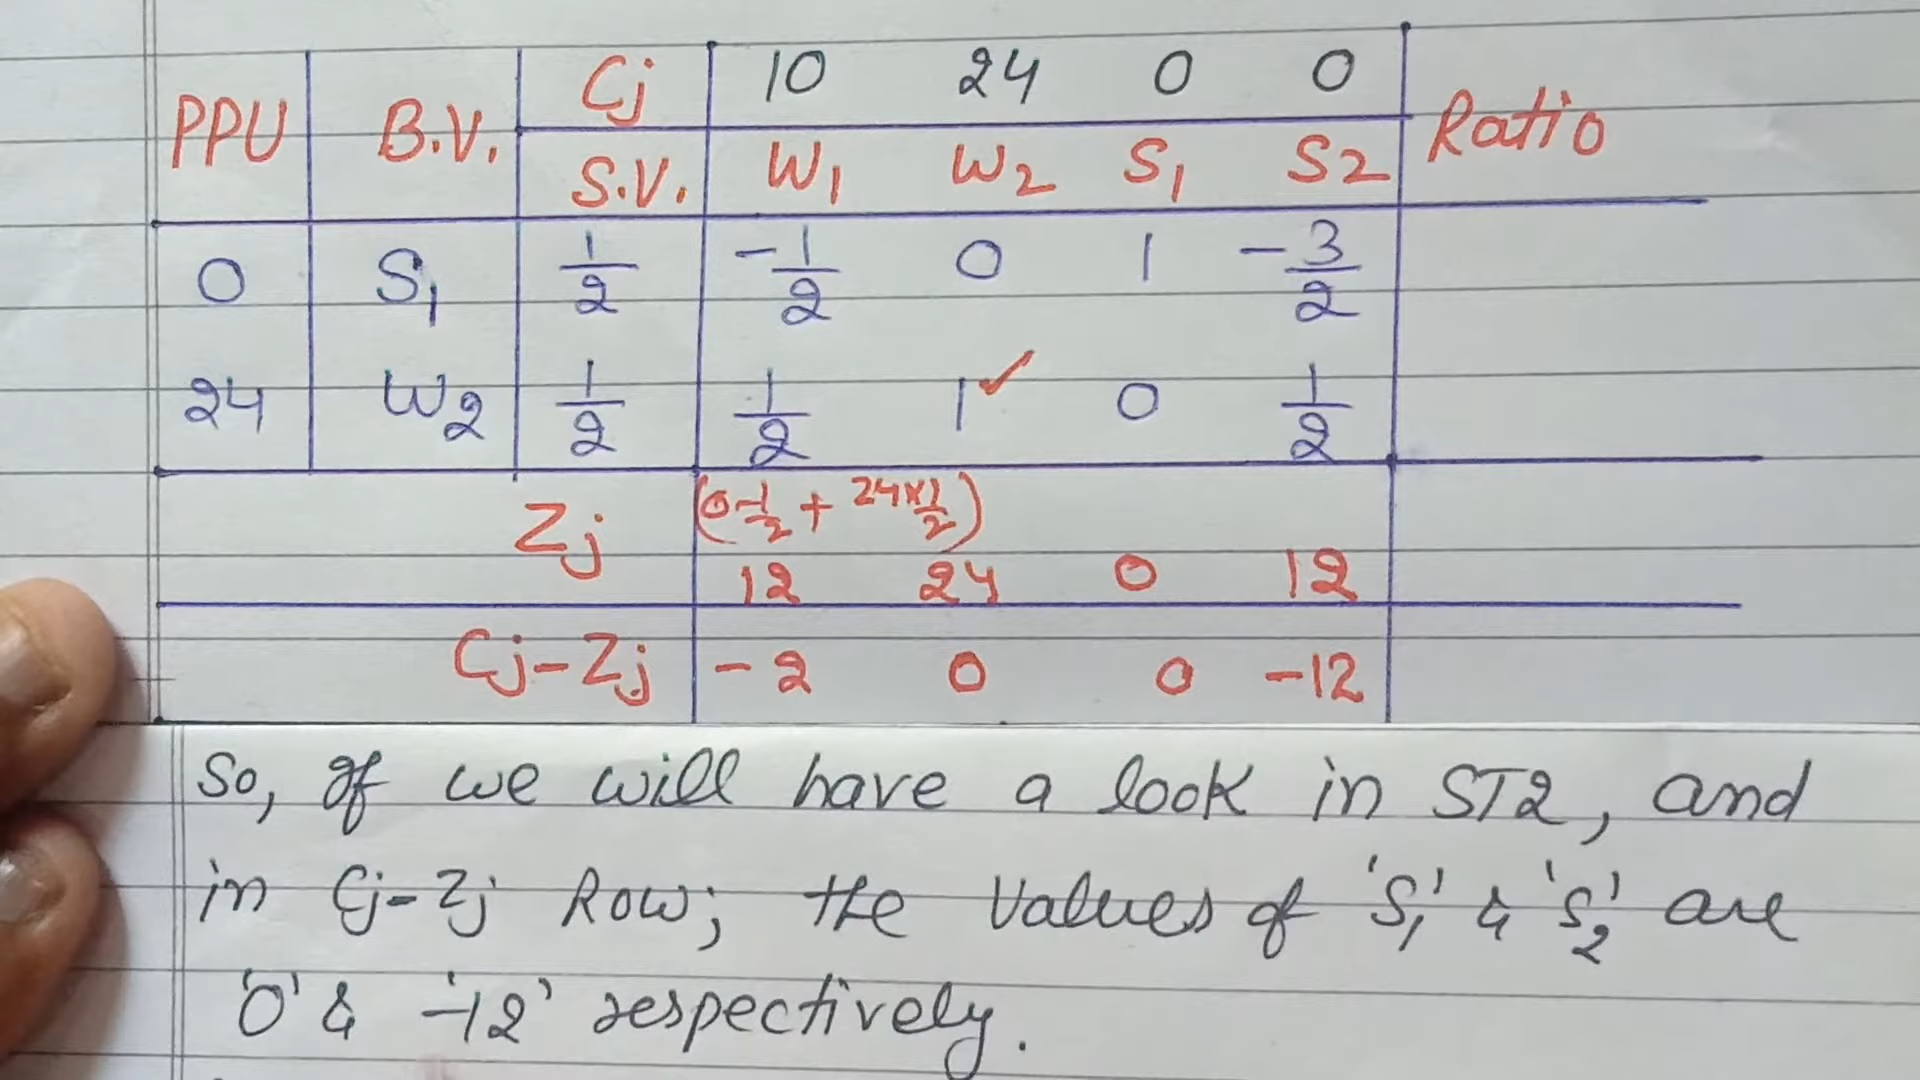 PPU B.V. Cj 10 24 0 0 Ratio
S.V. W1 W2 S1 S2
0 S1 1/2 -1/2 0 1 -3/2
24 W2 1/2 1/2 1✓ 0 1/2
Zj (0-1/2 + 24×1/2)
12 24 0 12
Cj-Zj -2 0 0 -12
So, If we will have a look in ST2, and
in Cj-Zj Row; the Values of 'S1' & 'S2' are
'0' & '-12' respectively.